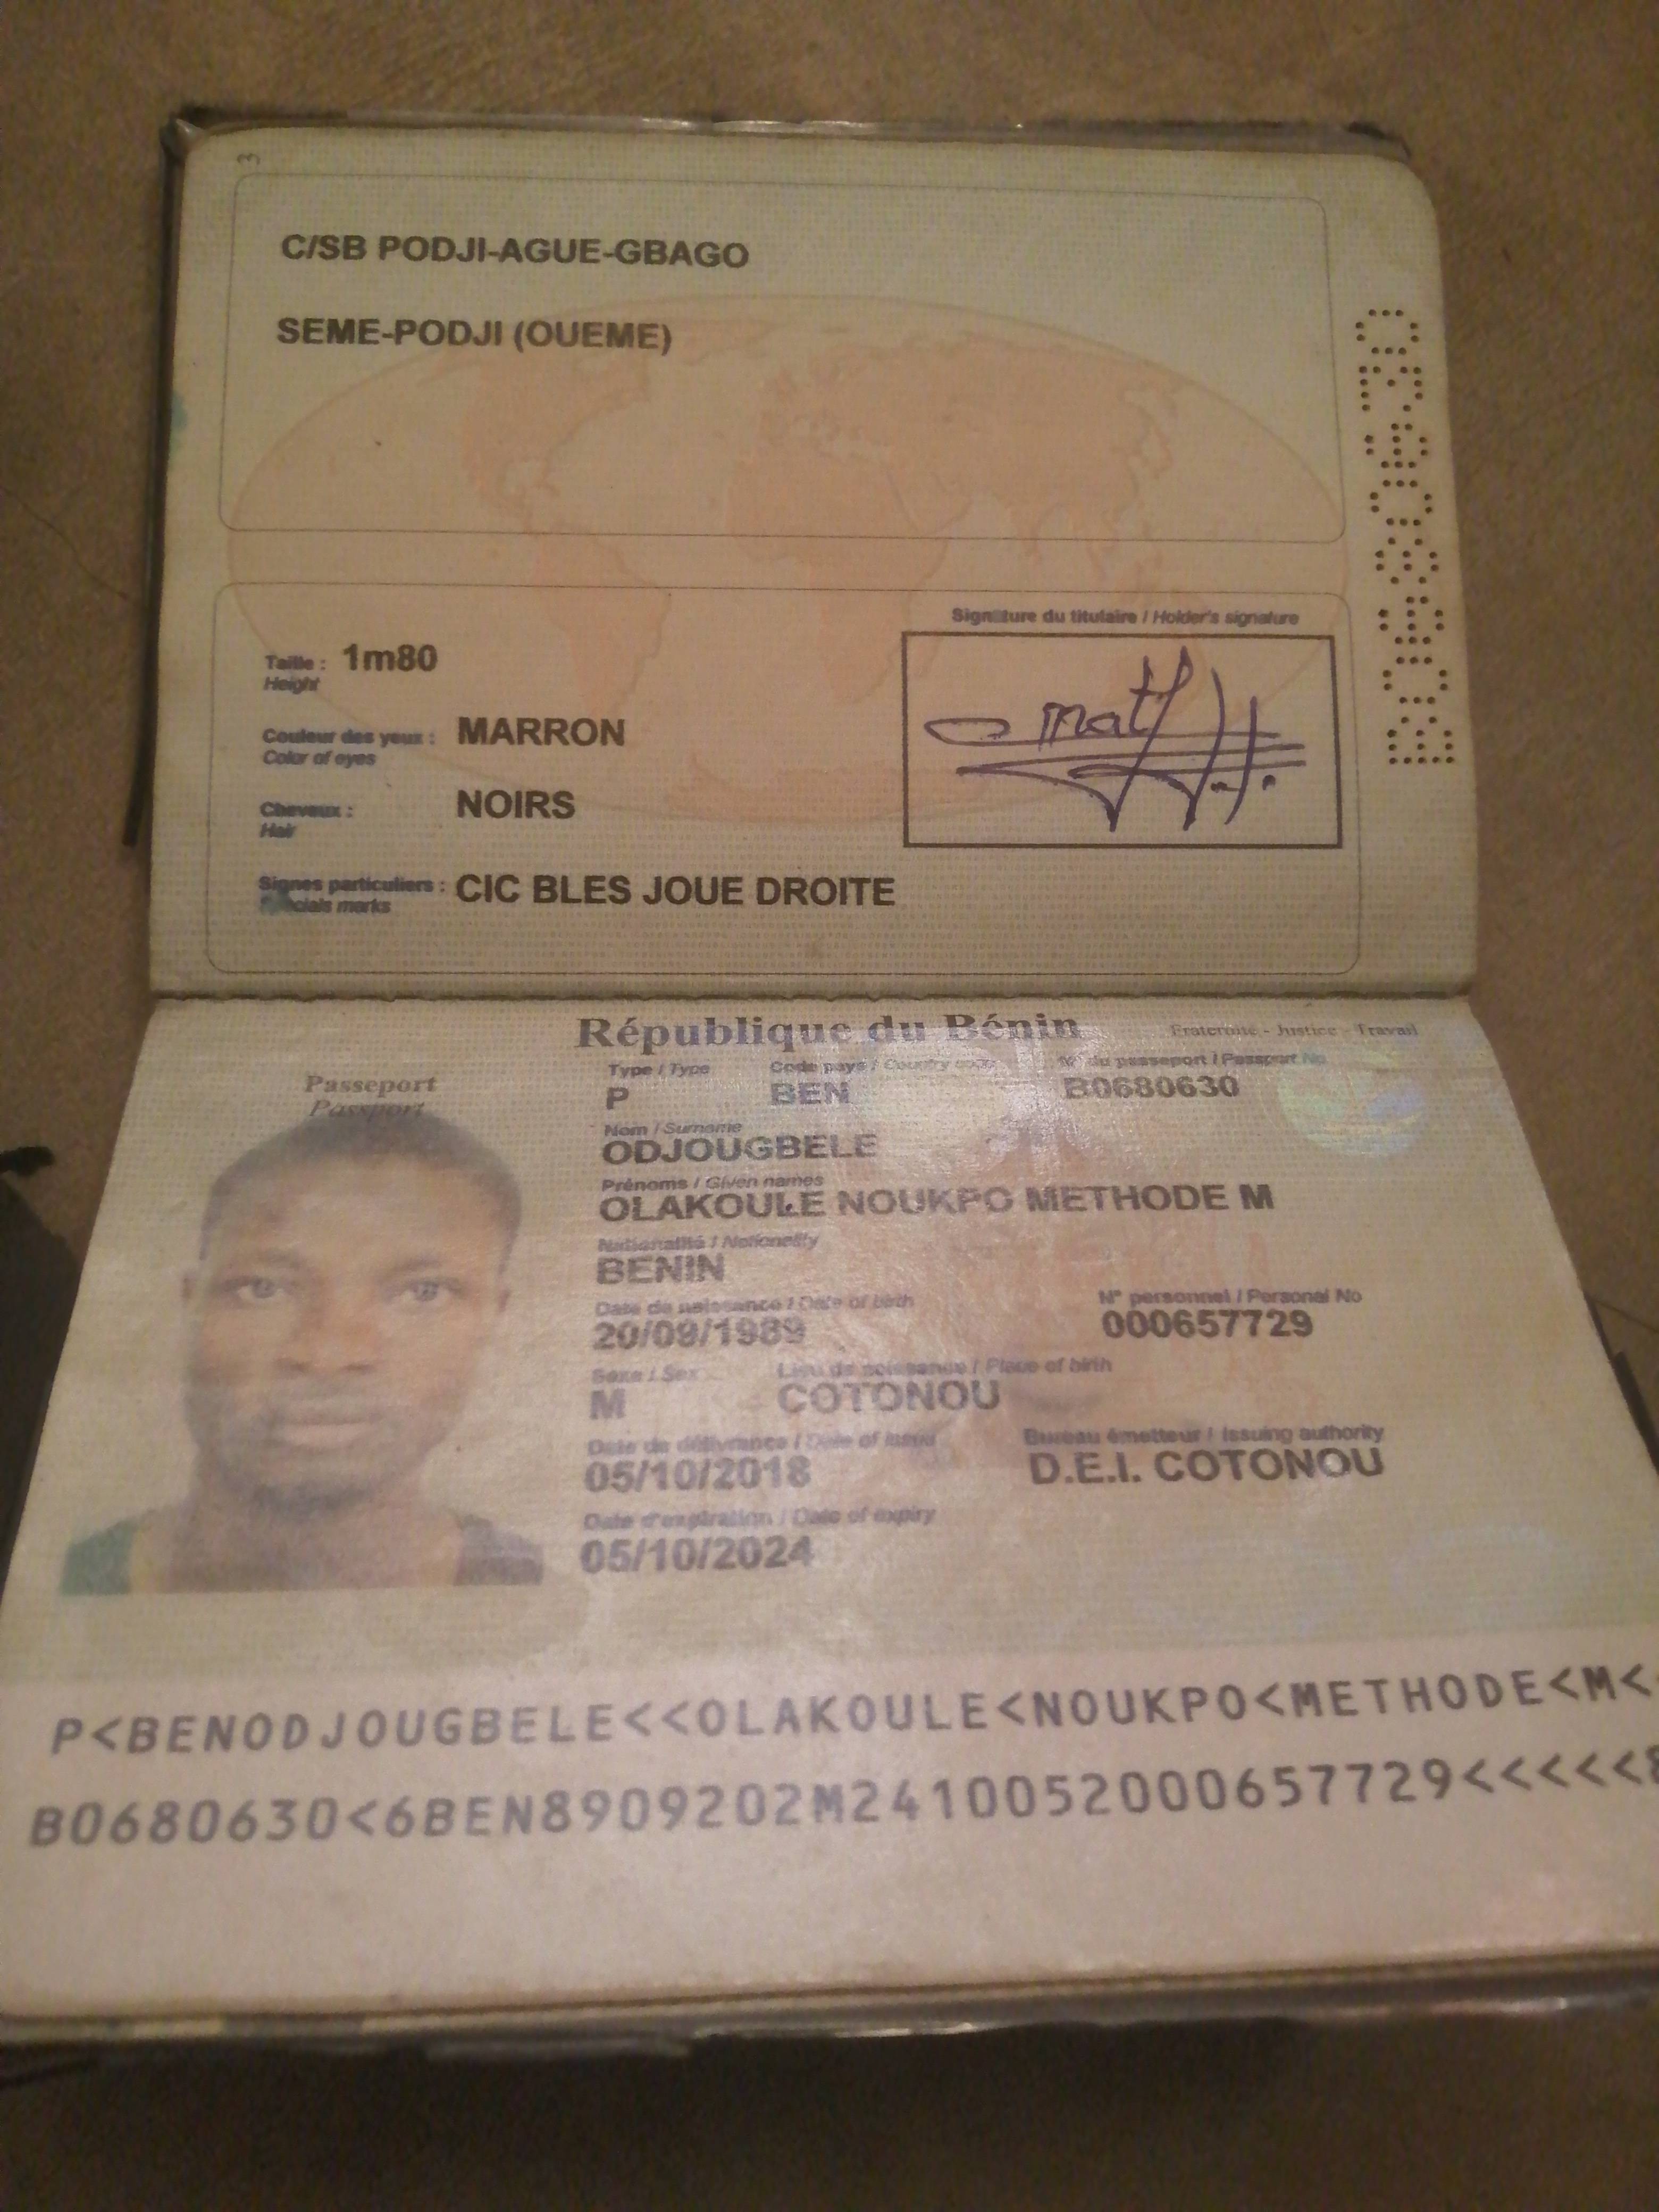 3
C/SB PODJI-AGUE-GBAGO
SEME-PODJI (OUEME)
B0680630
Signature du titulaire / Holder's signature
Taille : 1m80
Height
Couleur des yeux : MARRON
Color of eyes
Cheveux : NOIRS
Hair
Signes particuliers : CIC BLES JOUE DROITE
Specials marks
République du Bénin
Fraternité - Justice - Travail
Passeport
Passport
Type / Type Code pays / Country code N° du passeport / Passport No
P BEN B0680630
Nom / Surname
ODJOUGBELE
Prénoms / Given names
OLAKOULE NOUKPO METHODE M
Nationalité / Nationality
BENIN
Date de naissance / Date of birth N° personnel / Personal No
20/09/1989 000657729
Sexe / Sex Lieu de naissance / Place of birth
M COTONOU
Date de délivrance / Date of issue Bureau émetteur / Issuing authority
05/10/2018 D.E.I. COTONOU
Date d'expiration / Date of expiry
05/10/2024
P<BENODJOUGBELE<<OLAKOULE<NOUKPO<METHODE<M<
B0680630<6BEN8909202M2410052000657729<<<<<8